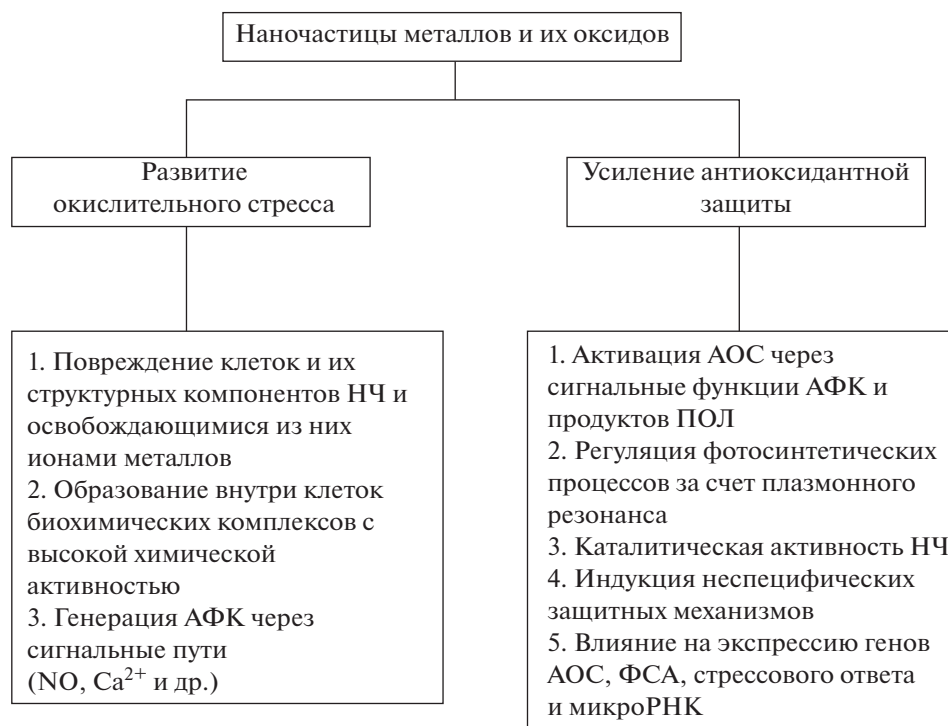 Наночастицы металлов и их оксидов
Развитие
окислительного стресса
Усиление антиоксидантной
защиты
1. Повреждение клеток и их
структурных компонентов НЧ и
освобождающимися из них
ионами металлов
2. Образование внутри клеток
биохимических комплексов с
высокой химической
активностью
3. Генерация АФК через
сигнальные пути
(NO, Ca²⁺ и др.)
1. Активация АОС через
сигнальные функции АФК и
продуктов ПОЛ
2. Регуляция фотосинтетических
процессов за счет плазмонного
резонанса
3. Каталитическая активность НЧ
4. Индукция неспецифических
защитных механизмов
5. Влияние на экспрессию генов
АОС, ФСА, стрессового ответа
и микроРНК